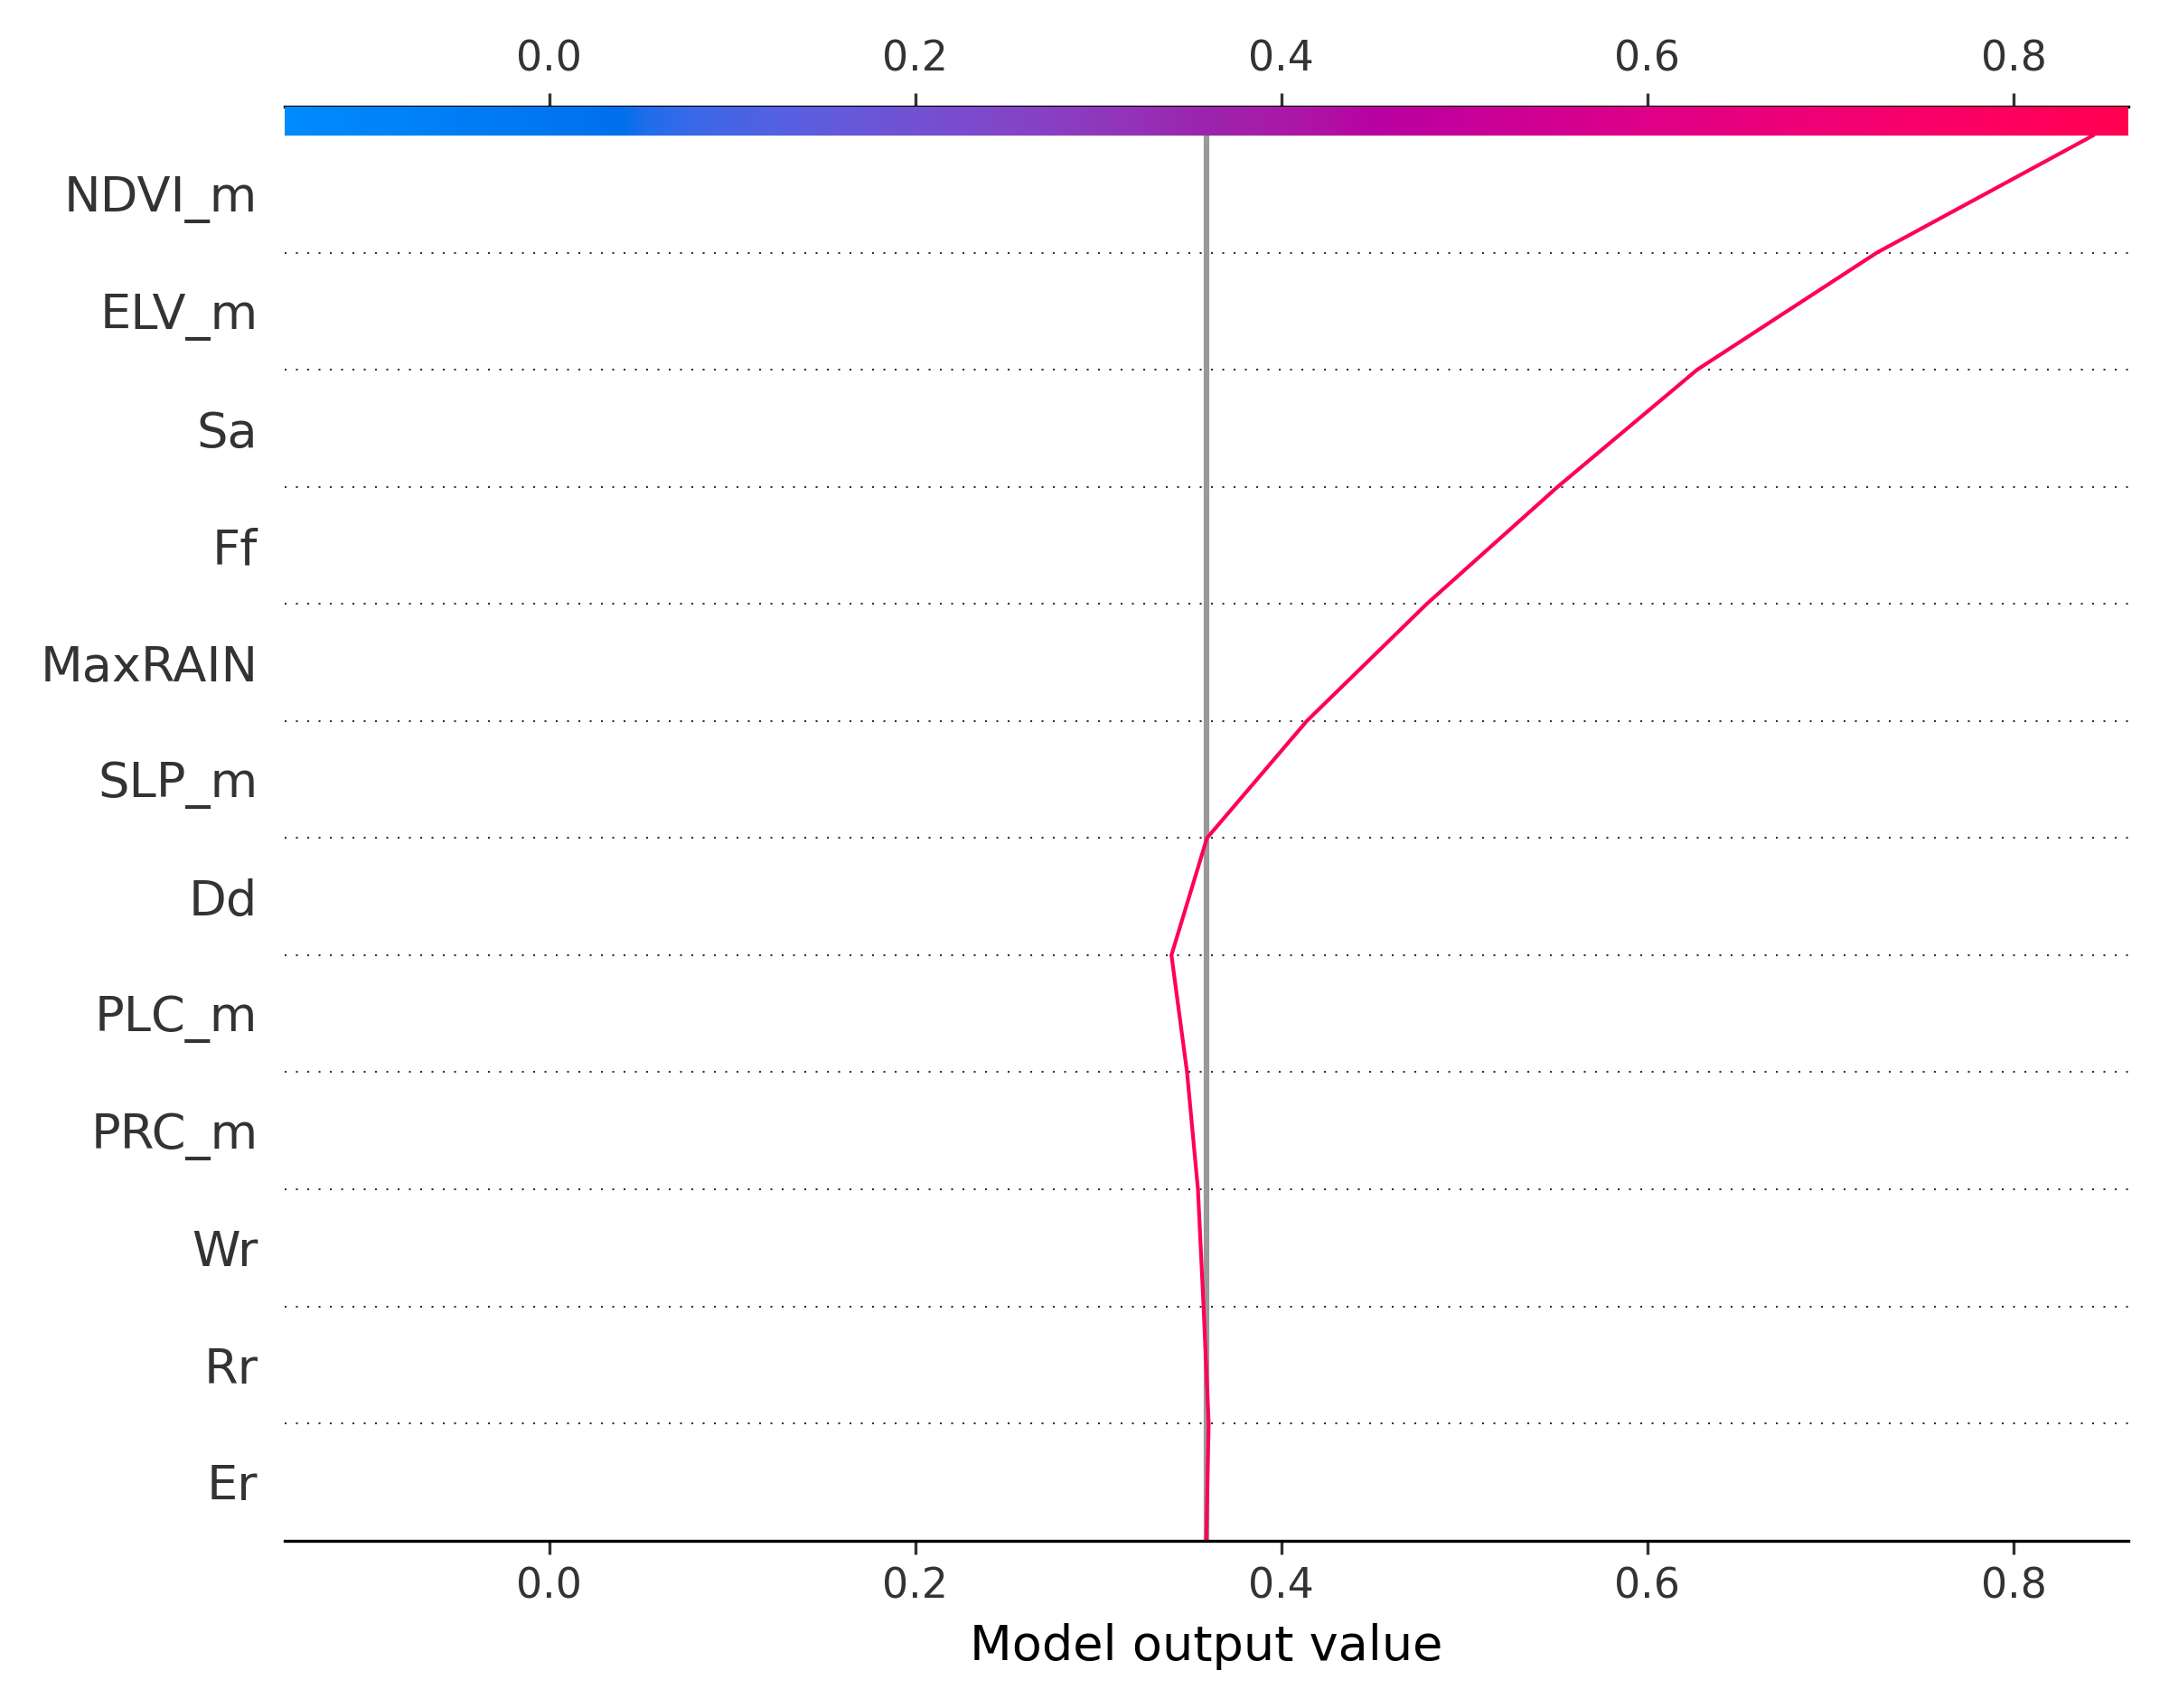 0.0 0.2 0.4 0.6 0.8
NDVI_m
ELV_m
Sa
Ff
MaxRAIN
SLP_m
Dd
PLC_m
PRC_m
Wr
Rr
Er
0.0 0.2 0.4 0.6 0.8
Model output value